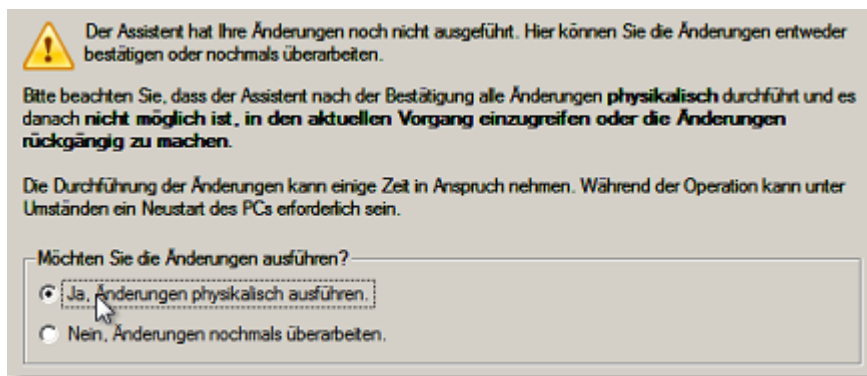 Der Assistent hat Ihre Änderungen noch nicht ausgeführt. Hier können Sie die Änderungen entweder
bestätigen oder nochmals überarbeiten.
Bitte beachten Sie, dass der Assistent nach der Bestätigung alle Änderungen physikalisch durchführt und es
danach nicht möglich ist, in den aktuellen Vorgang einzugreifen oder die Änderungen
rückgängig zu machen.
Die Durchführung der Änderungen kann einige Zeit in Anspruch nehmen. Während der Operation kann unter
Umständen ein Neustart des PCs erforderlich sein.
Möchten Sie die Änderungen ausführen?
Ja, Änderungen physikalisch ausführen.
Nein, Änderungen nochmals überarbeiten.